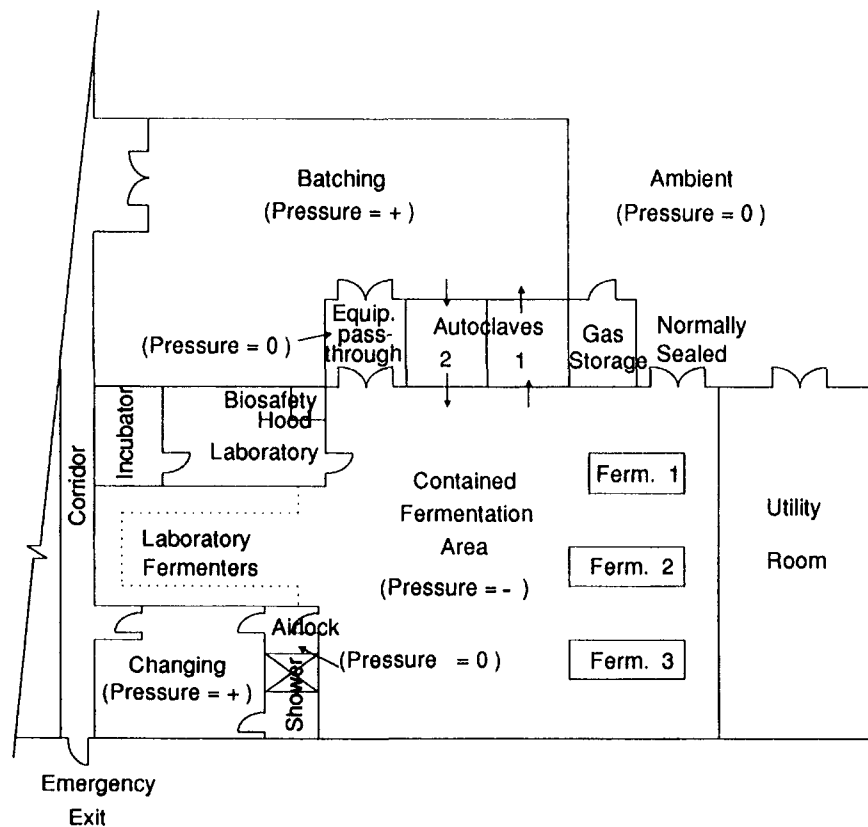 Batching
(Pressure = +)
Ambient
(Pressure = 0 )
Equip.
pass-
through
(Pressure = 0 )
Autoclaves
2
1
Gas
Storage
Normally
Sealed
Biosafety
Hood
Incubator
Laboratory
Corridor
Contained
Fermentation
Area
(Pressure = - )
Ferm. 1
Ferm. 2
Ferm. 3
Utility
Room
Laboratory
Fermenters
Airlock
(Pressure = 0 )
Changing
(Pressure = + )
Shower
Emergency
Exit